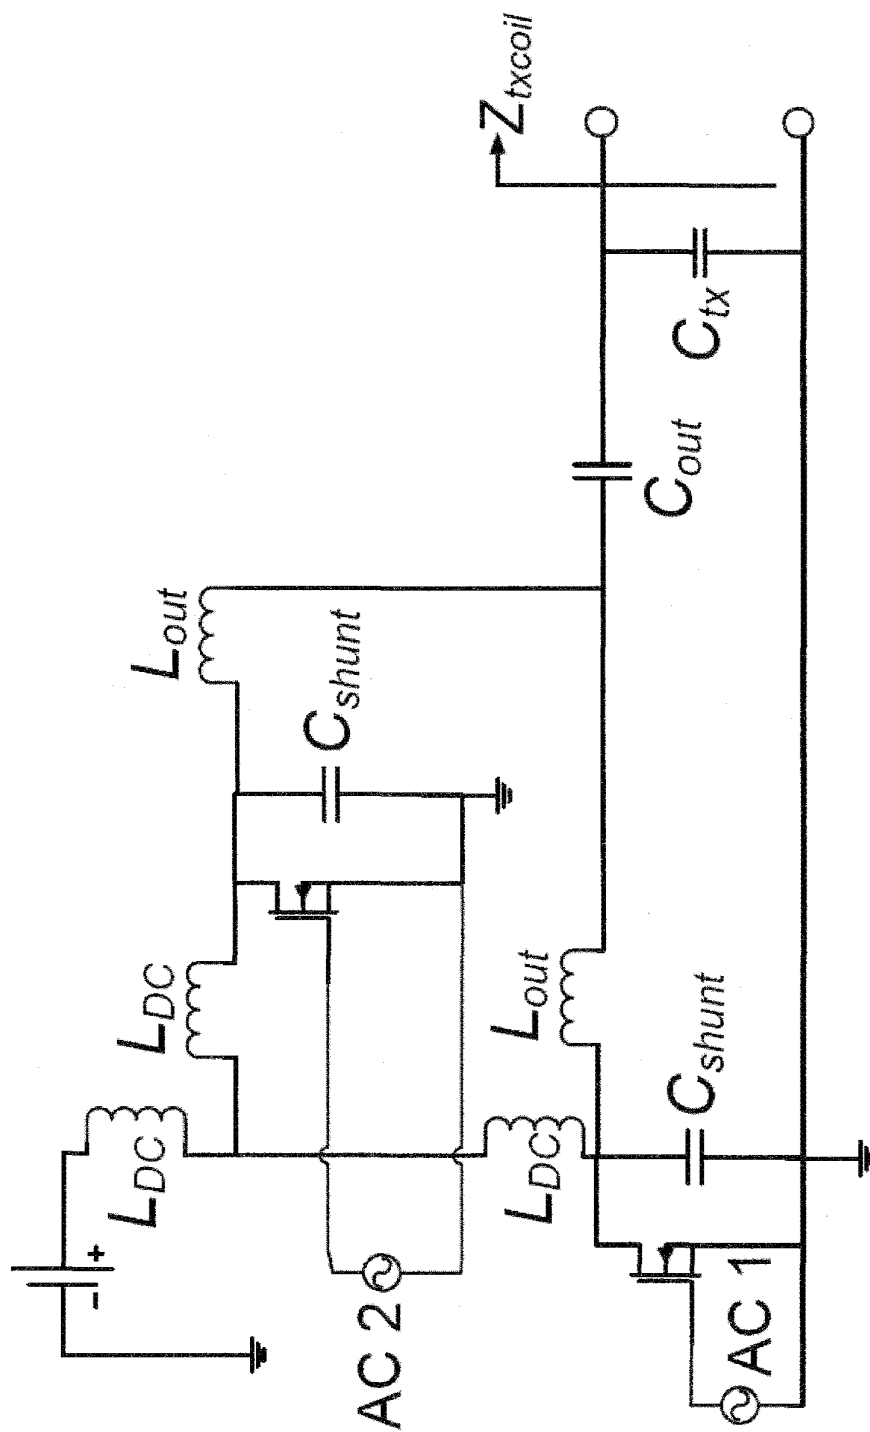 L_DC
+
-
L_DC
L_out
C_shunt
AC 2
L_DC
L_out
C_shunt
AC 1
C_out
C_tx
Z_txcoil